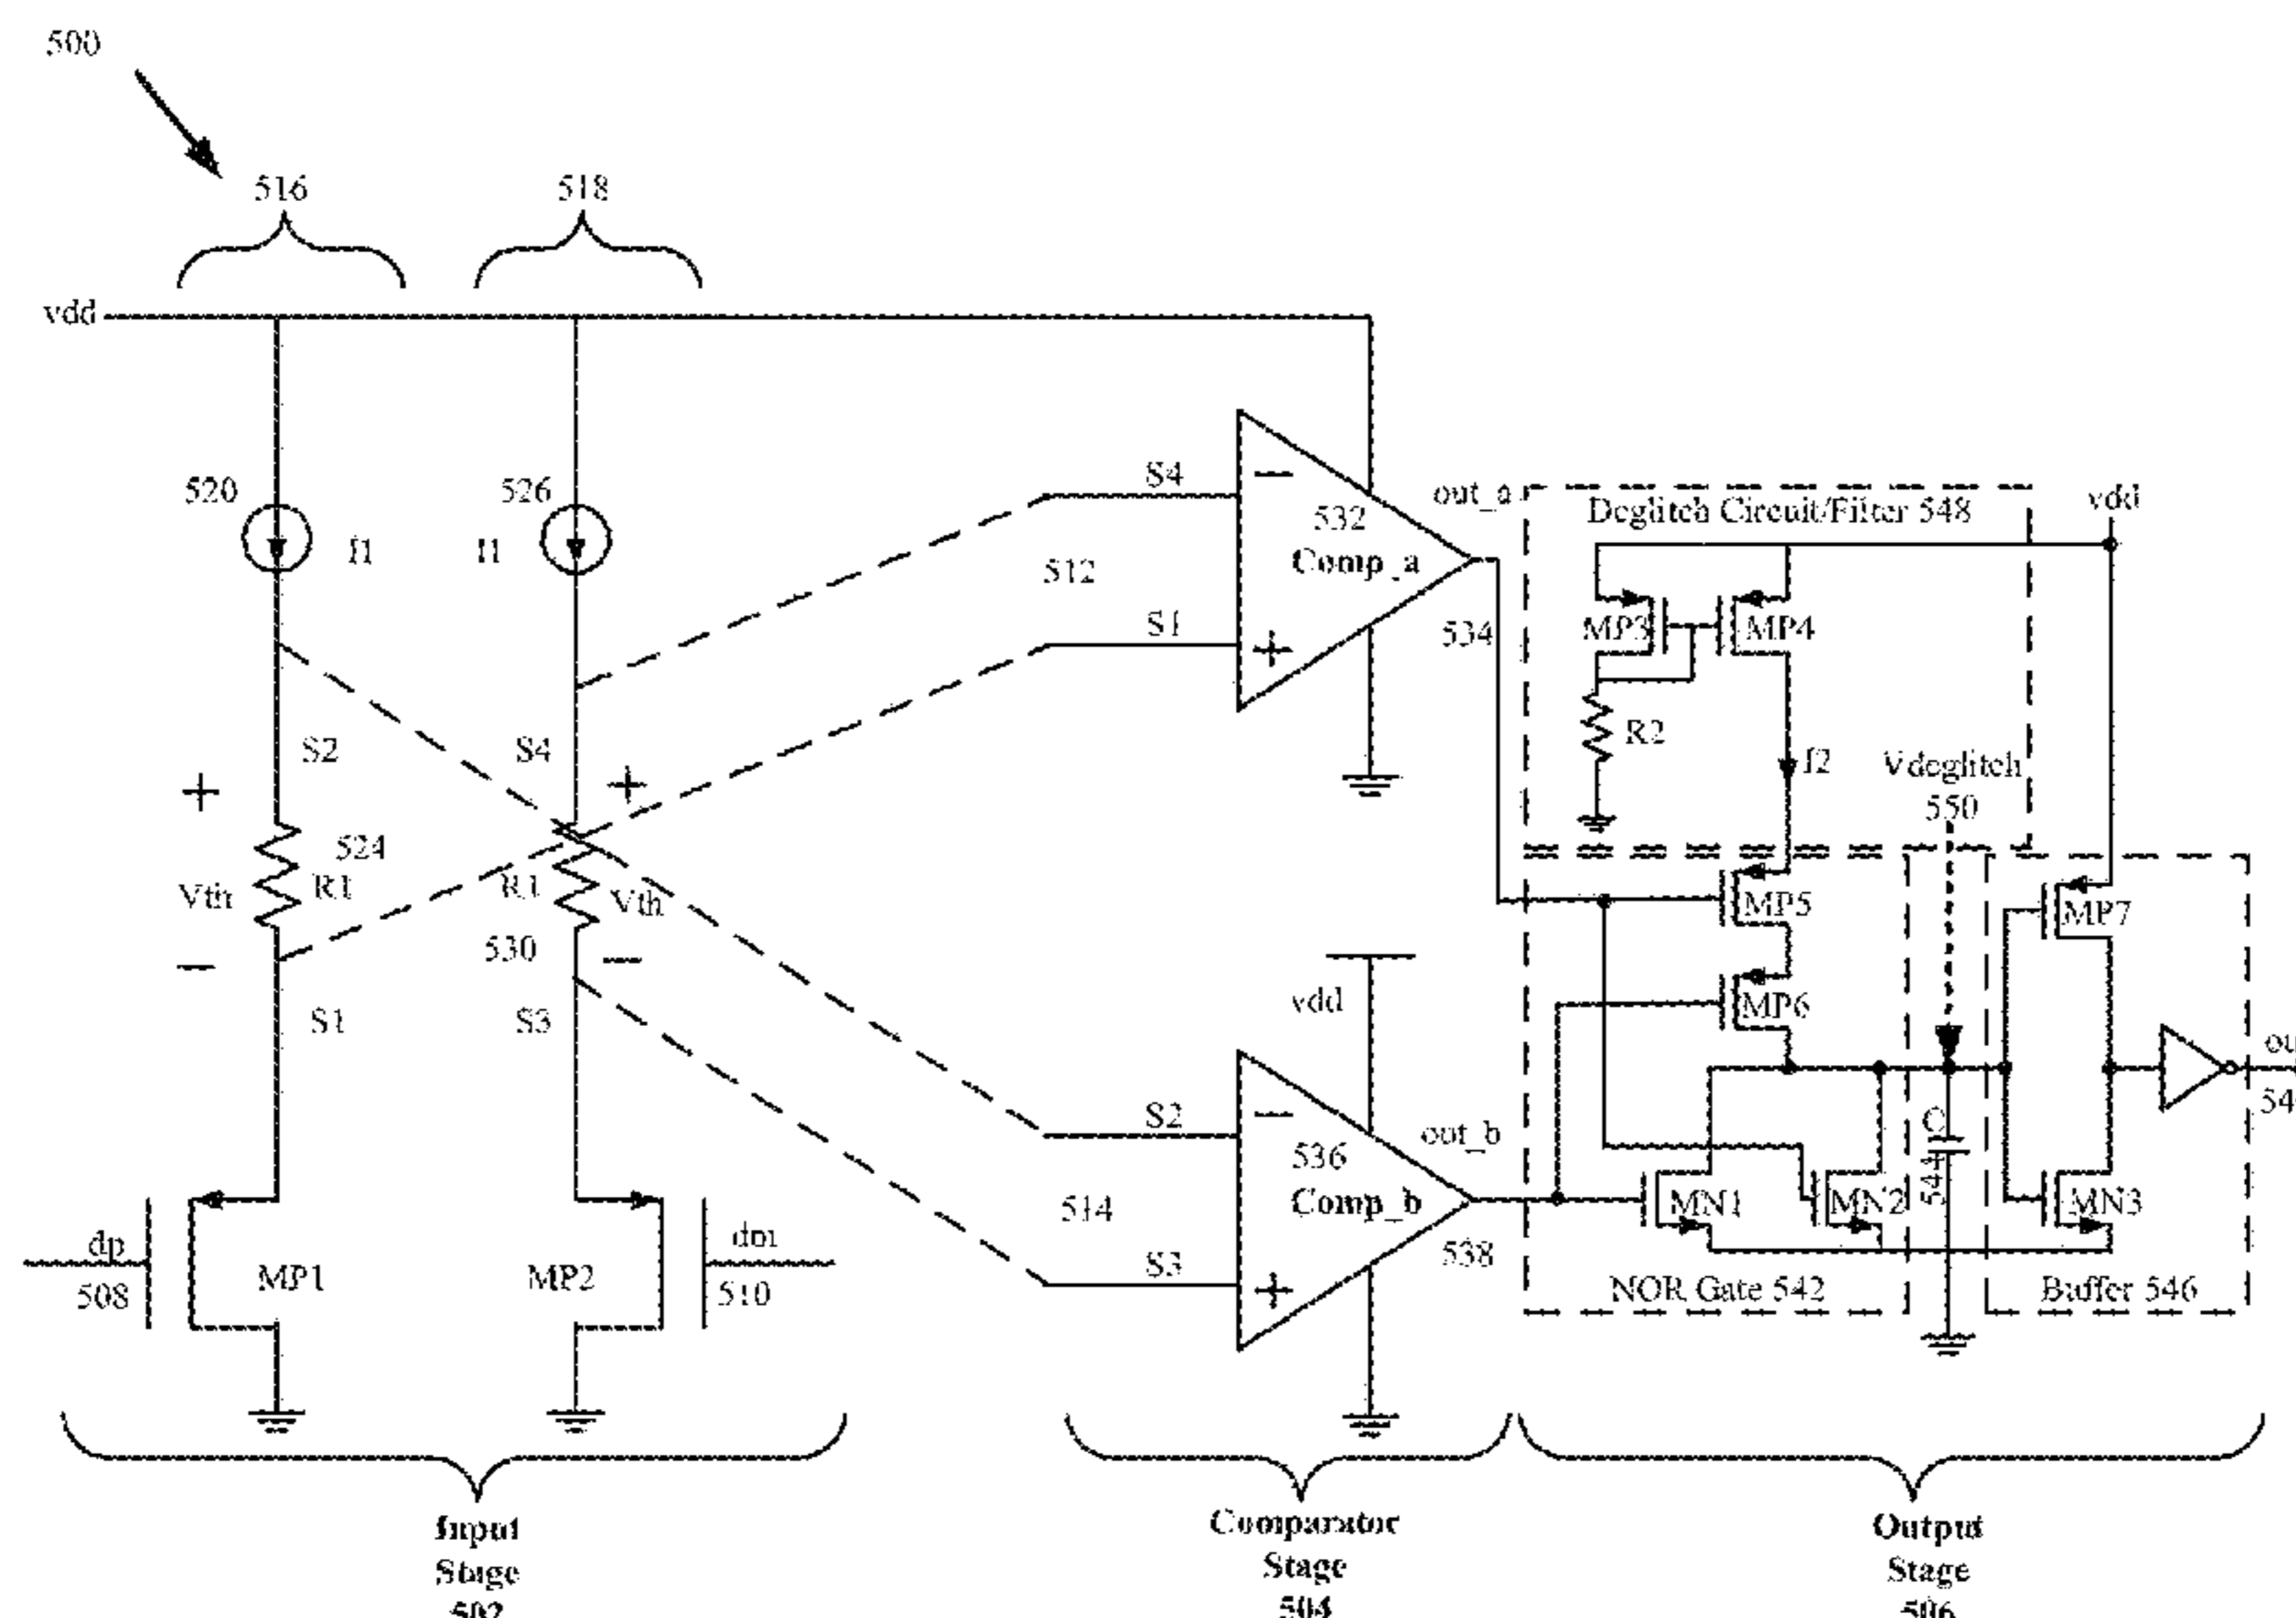 500
516
518
vdd
520
I1
I1
526
S4
512
S1
532
Comp_a
out_a
534
Deglitch Circuit/Filter 548
vdd
MP3
MP4
R2
I2
Vdeglitch
550
S2
S4
+
+
524
Vth
R1
R1
Vth
530
−
−
S1
S3
MP5
MP7
MP6
vdd
S2
514
S3
536
Comp_b
out_b
538
C
544
MN1
MN2
MN3
NOR Gate 542
Buffer 546
dp
508
MP1
MP2
dm
510
−
+
−
+
Input
Stage
502
Comparator
Stage
504
Output
Stage
506